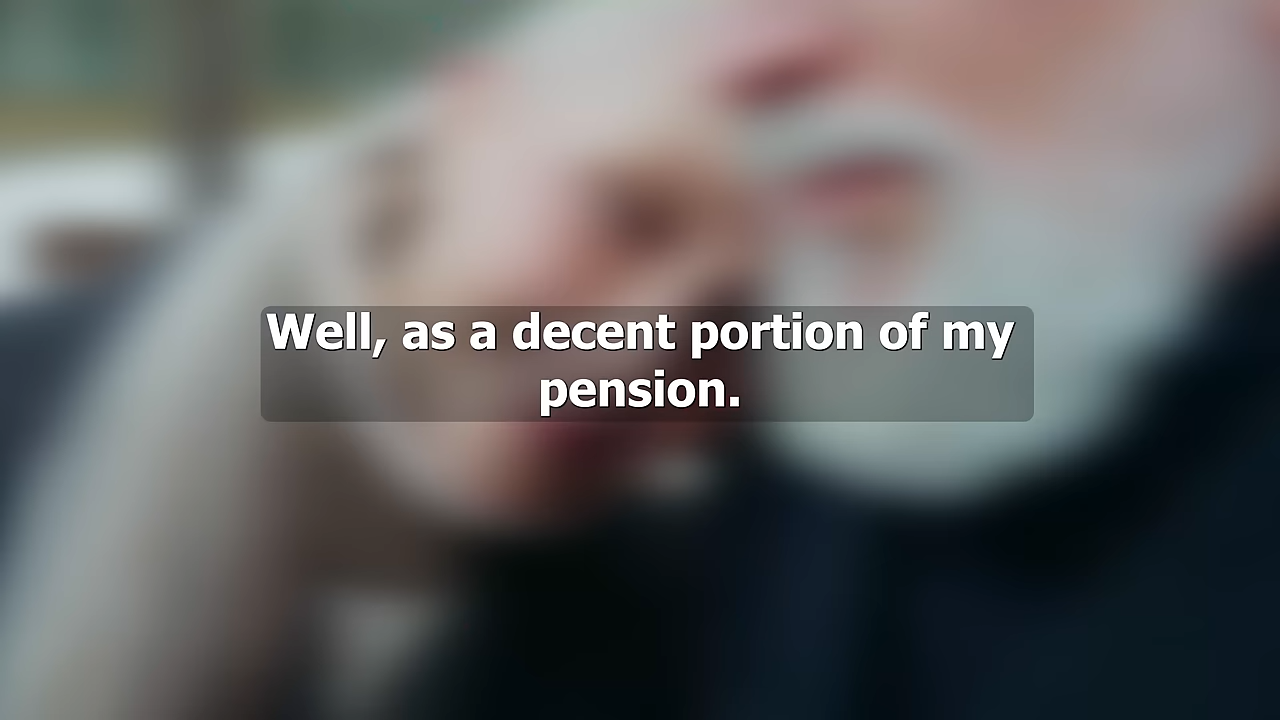 Well, as a decent portion of my
pension.